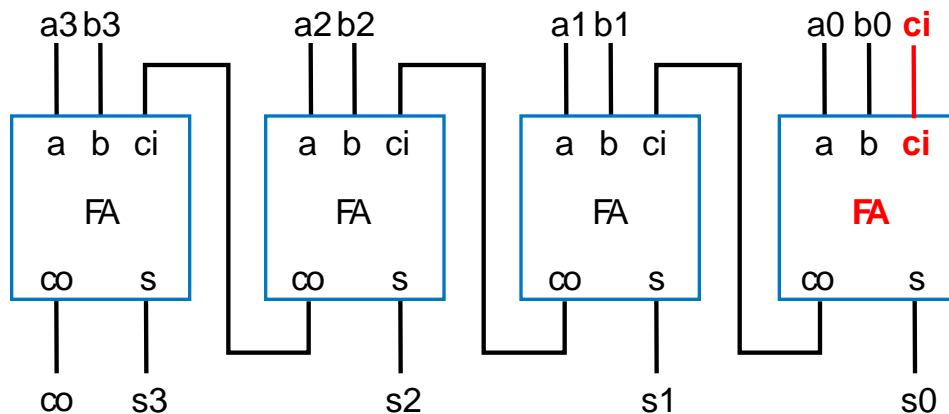 a3 b3 a2 b2 a1 b1 a0 b0 ci
a b ci a b ci a b ci a b ci
FA FA FA FA
co s co s co s co s
co s3 s2 s1 s0